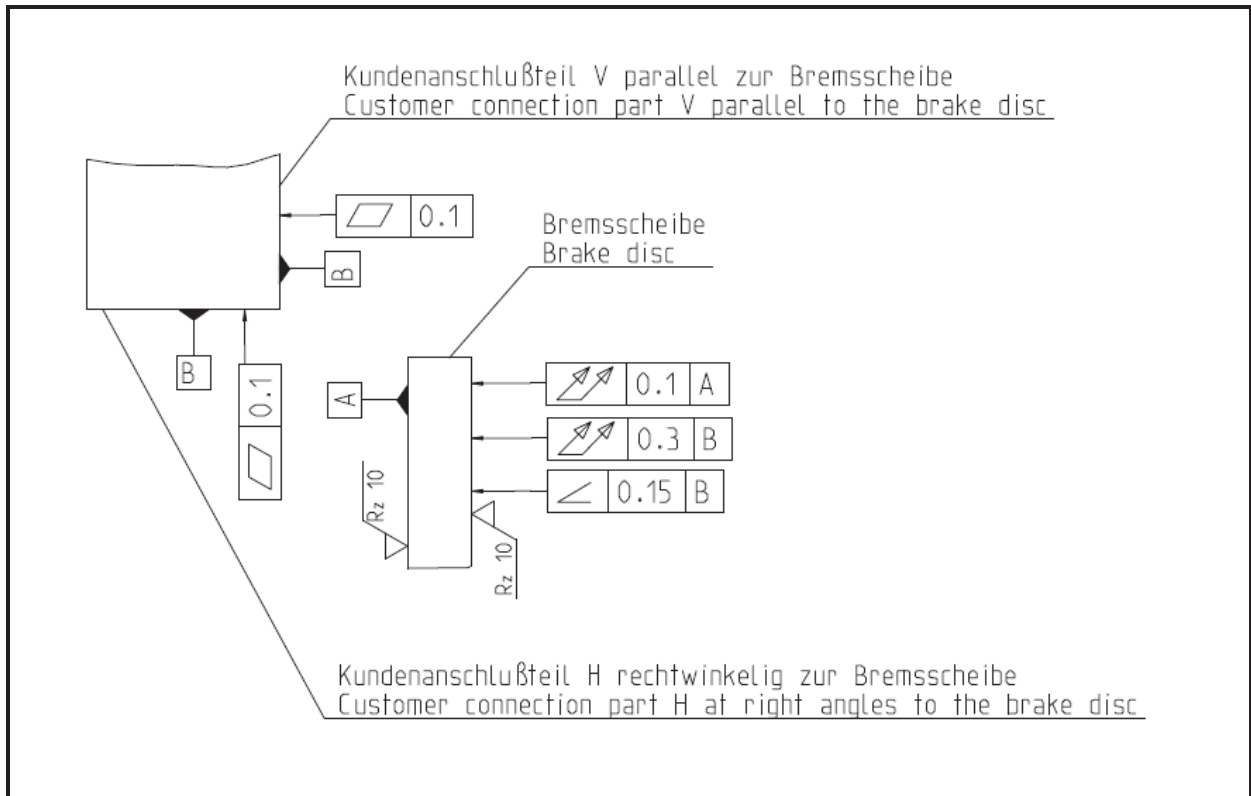 Kundenanschlußteil V parallel zur Bremsscheibe
Customer connection part V parallel to the brake disc
0.1
B
Bremsscheibe
Brake disc
B
0.1
A
0.1 A
0.3 B
0.15 B
Rz 10
Rz 10
Kundenanschlußteil H rechtwinkelig zur Bremsscheibe
Customer connection part H at right angles to the brake disc